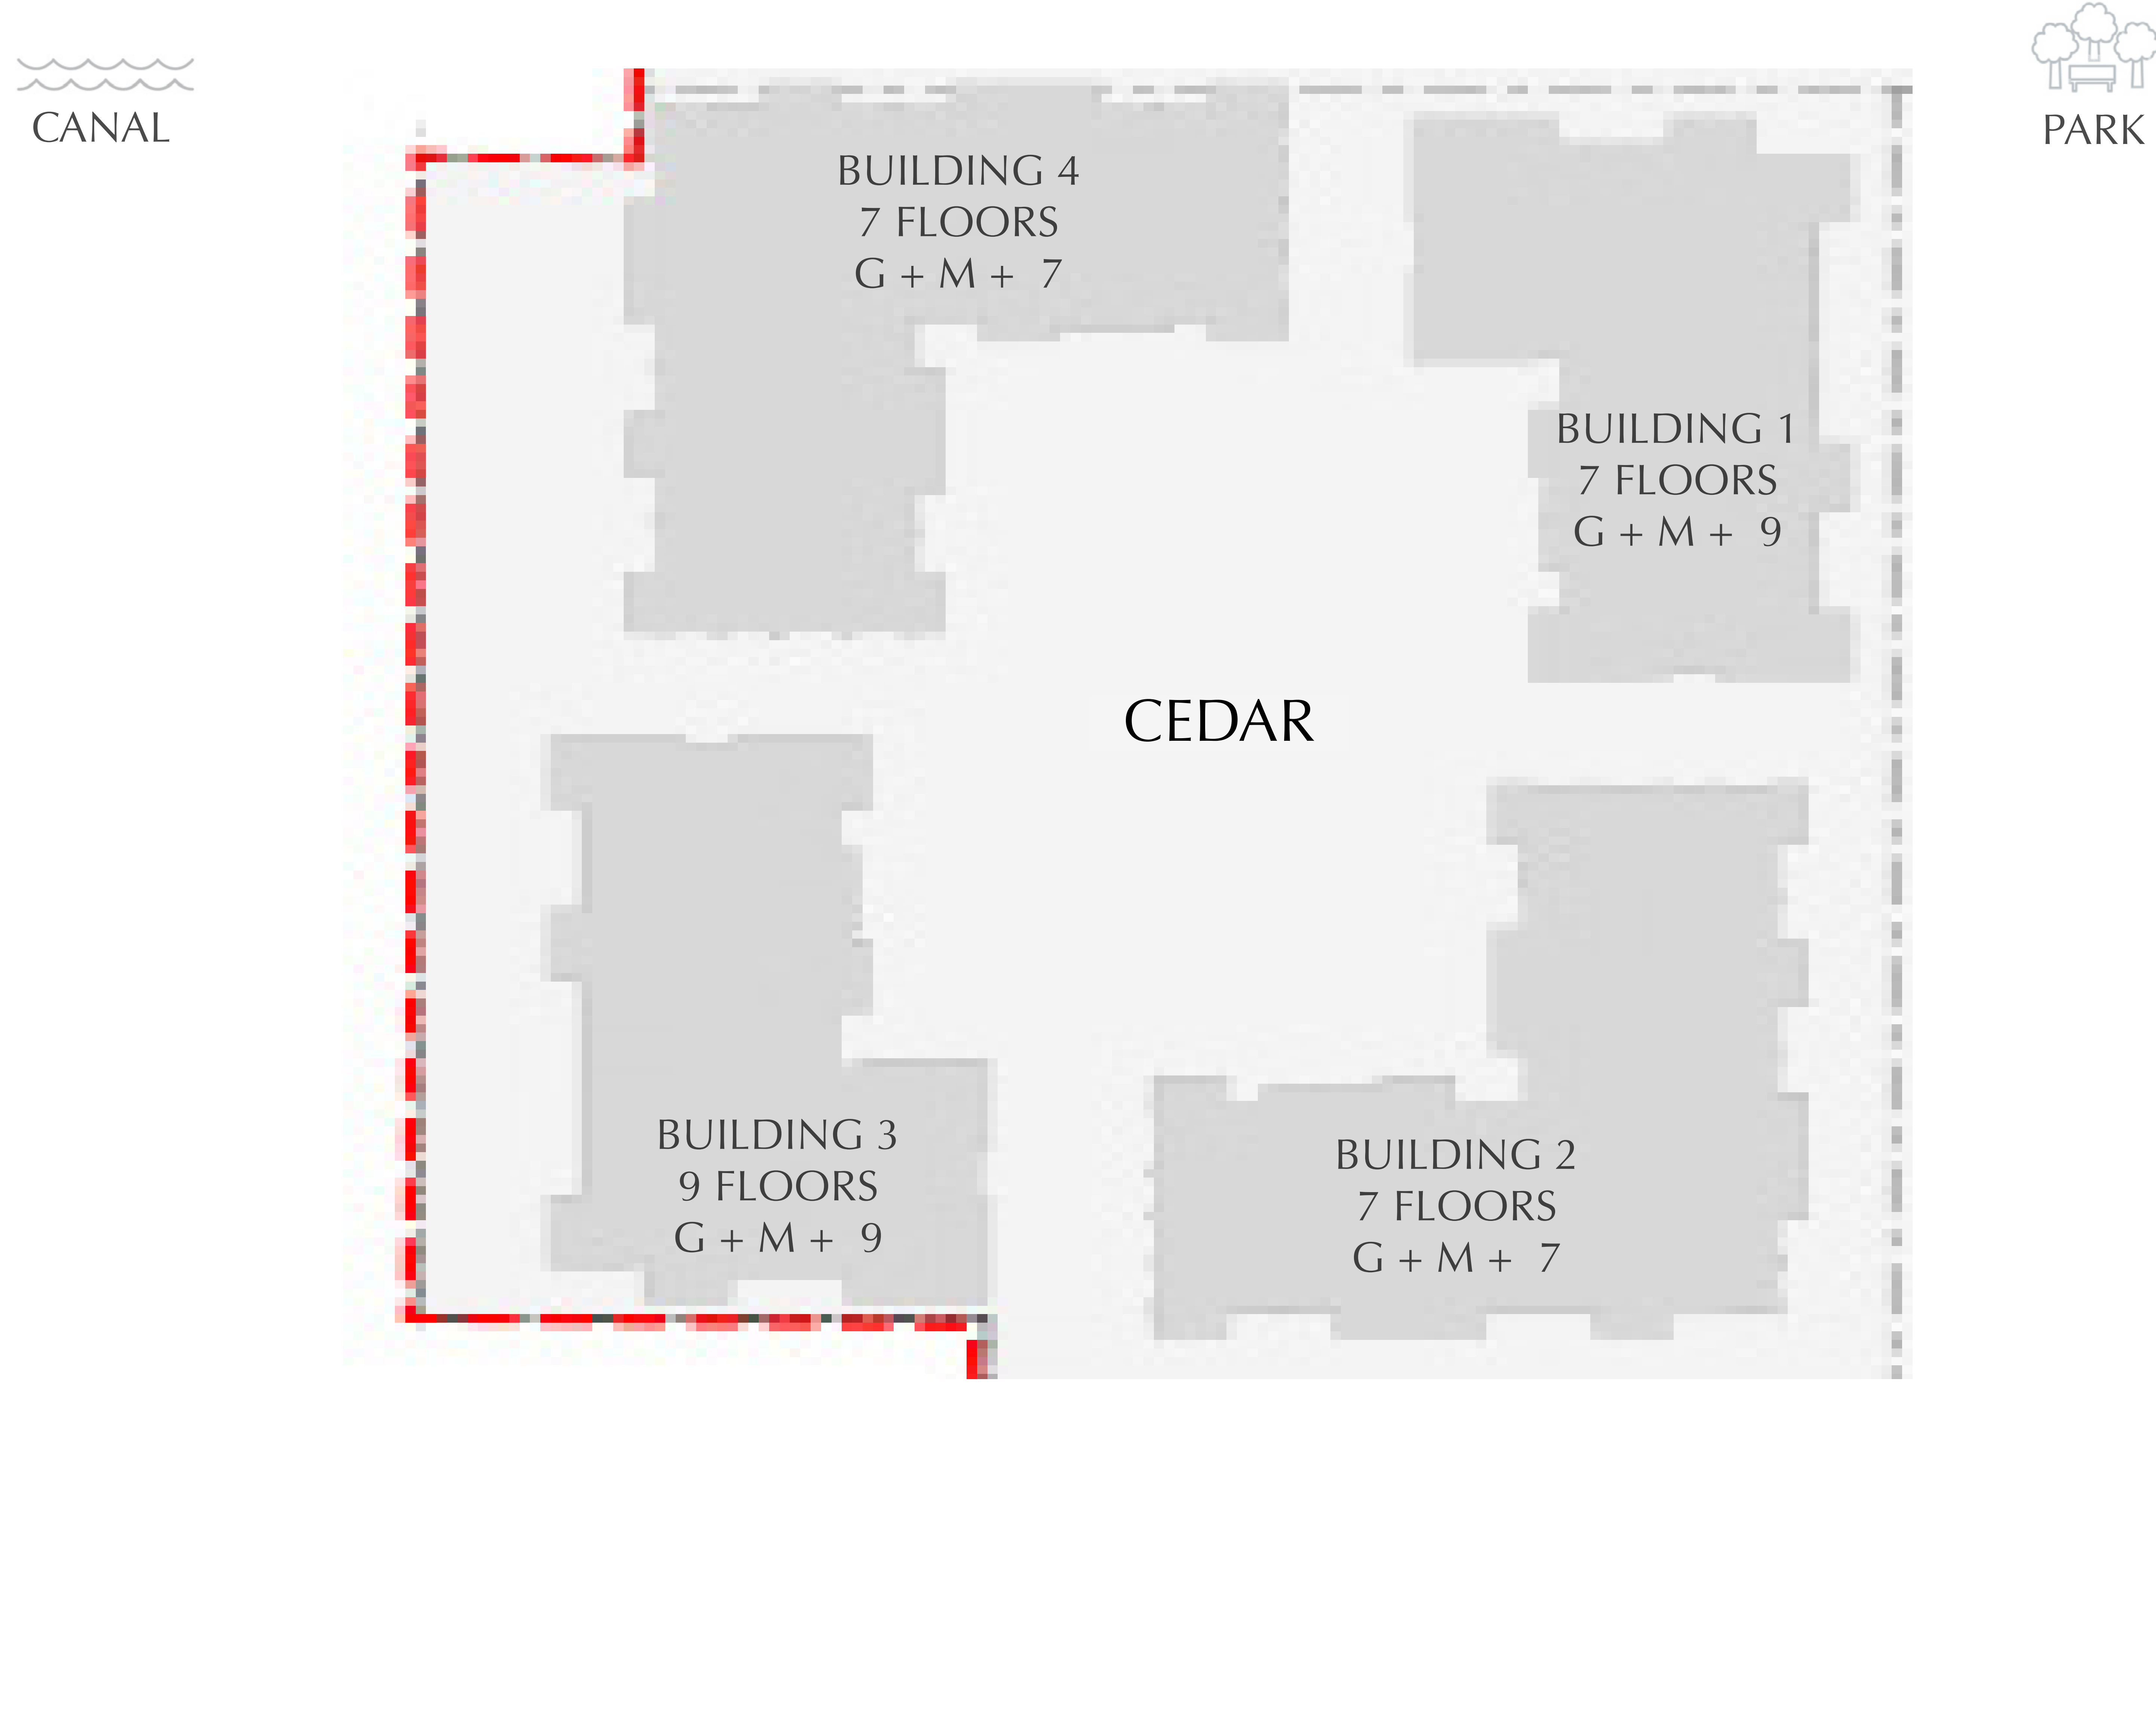 CANAL
PARK
BUILDING 4
7 FLOORS
G + M + 7
BUILDING 1
7 FLOORS
G + M + 9
CEDAR
BUILDING 3
9 FLOORS
G + M + 9
BUILDING 2
7 FLOORS
G + M + 7